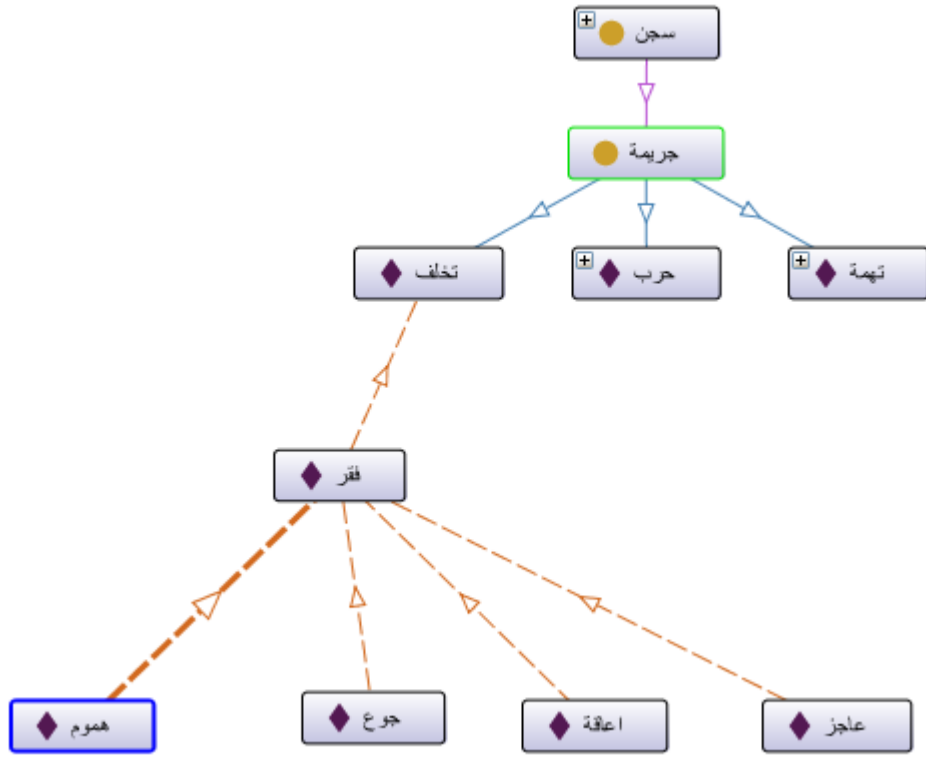 سجن
جريمة
تهمة
حرب
تخلف
فقر
عاجز
اعاقة
جوع
هموم